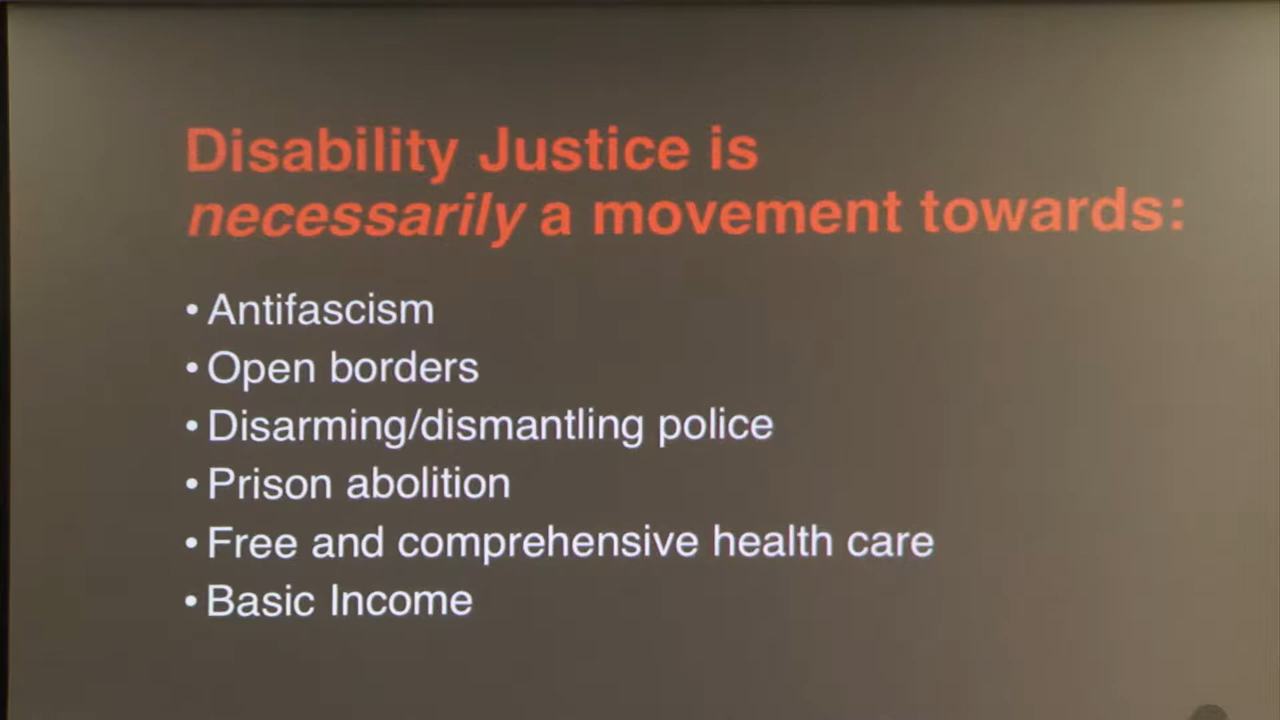 Disability Justice is
necessarily a movement towards:
• Antifascism
• Open borders
• Disarming/dismantling police
• Prison abolition
• Free and comprehensive health care
• Basic Income